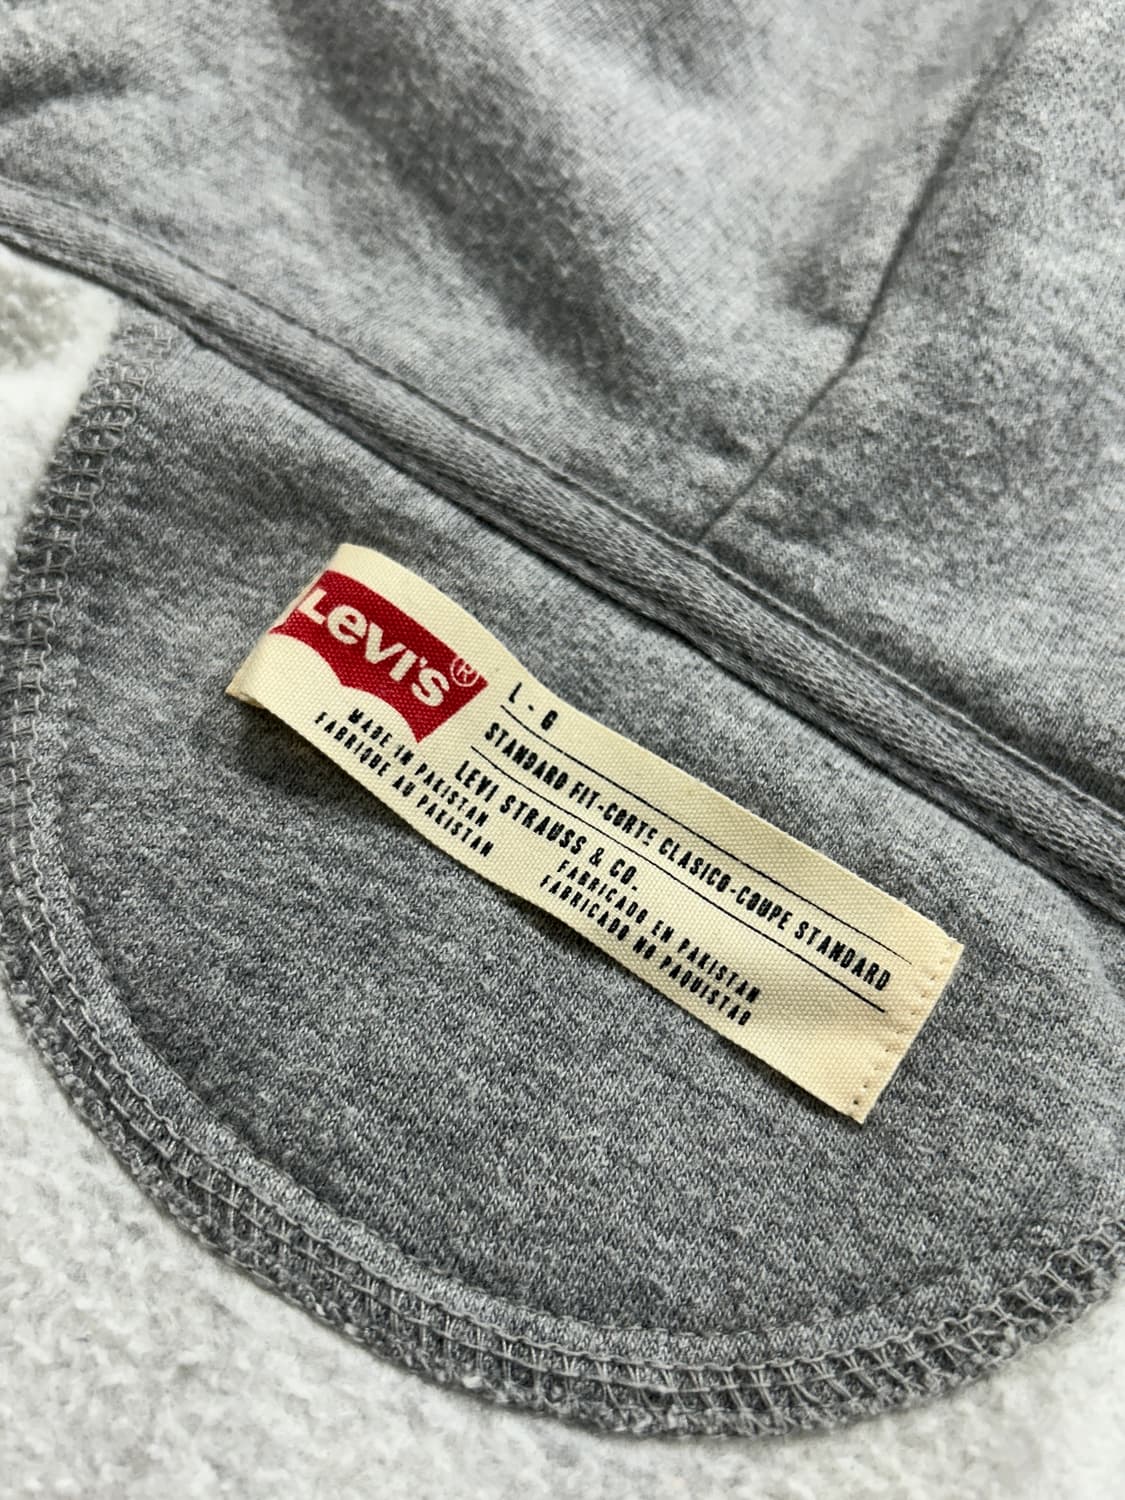 Levi's®
L - G
STANDARD FIT-CORTE CLASICO-COUPE STANDARD
LEVI STRAUSS & CO.
MADE IN PAKISTAN
FABRIQUE AU PAKISTAN
FABRICADO EN PAKISTAN
FABRICADO NO PAQUISTAO